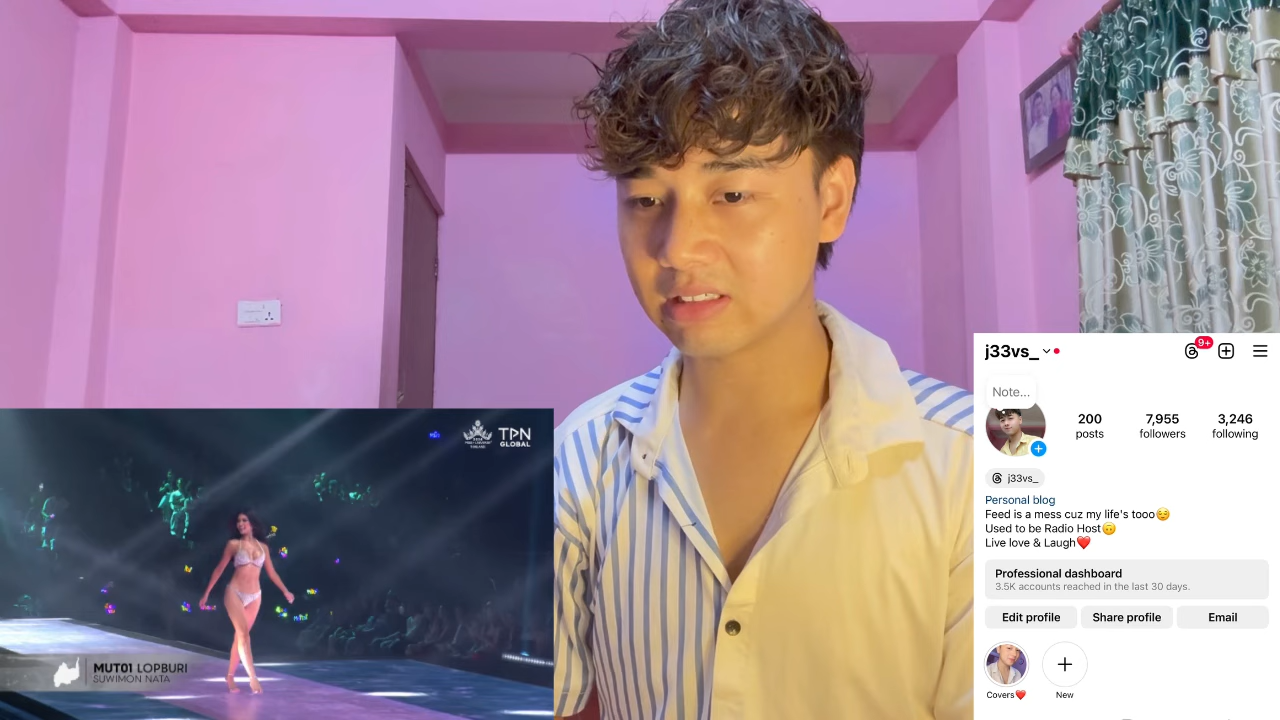 TPN
GLOBAL
MUT01 LOPBURI
SUWIMON NATA
j33vs_
9+
Note...
200
posts
7,955
followers
3,246
following
j33vs_
Personal blog
Feed is a mess cuz my life's tooo😌
Used to be Radio Host🙃
Live love & Laugh❤️
Professional dashboard
3.5K accounts reached in the last 30 days.
Edit profile
Share profile
Email
Covers❤️
New